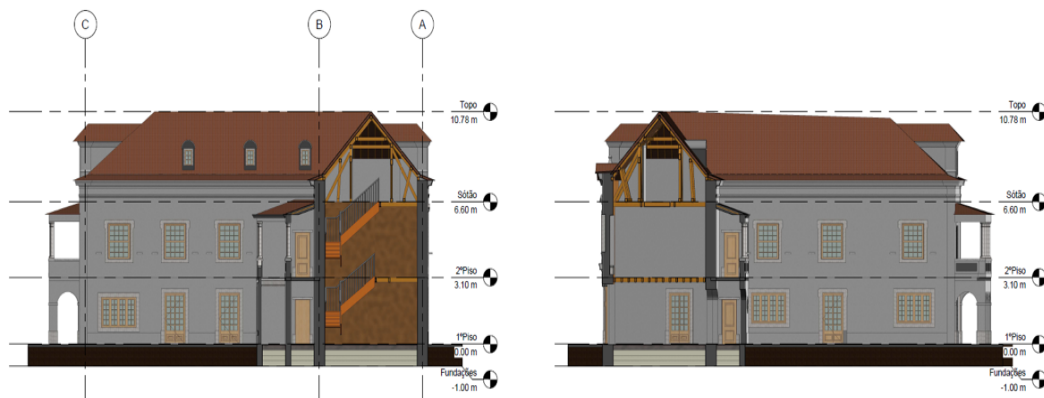 C
B
A
Topo
10.78 m
Sótão
6.60 m
2ºPiso
3.10 m
1ºPiso
0.00 m
Fundações
-1.00 m
Topo
10.78 m
Sótão
6.60 m
2ºPiso
3.10 m
1ºPiso
0.00 m
Fundações
-1.00 m